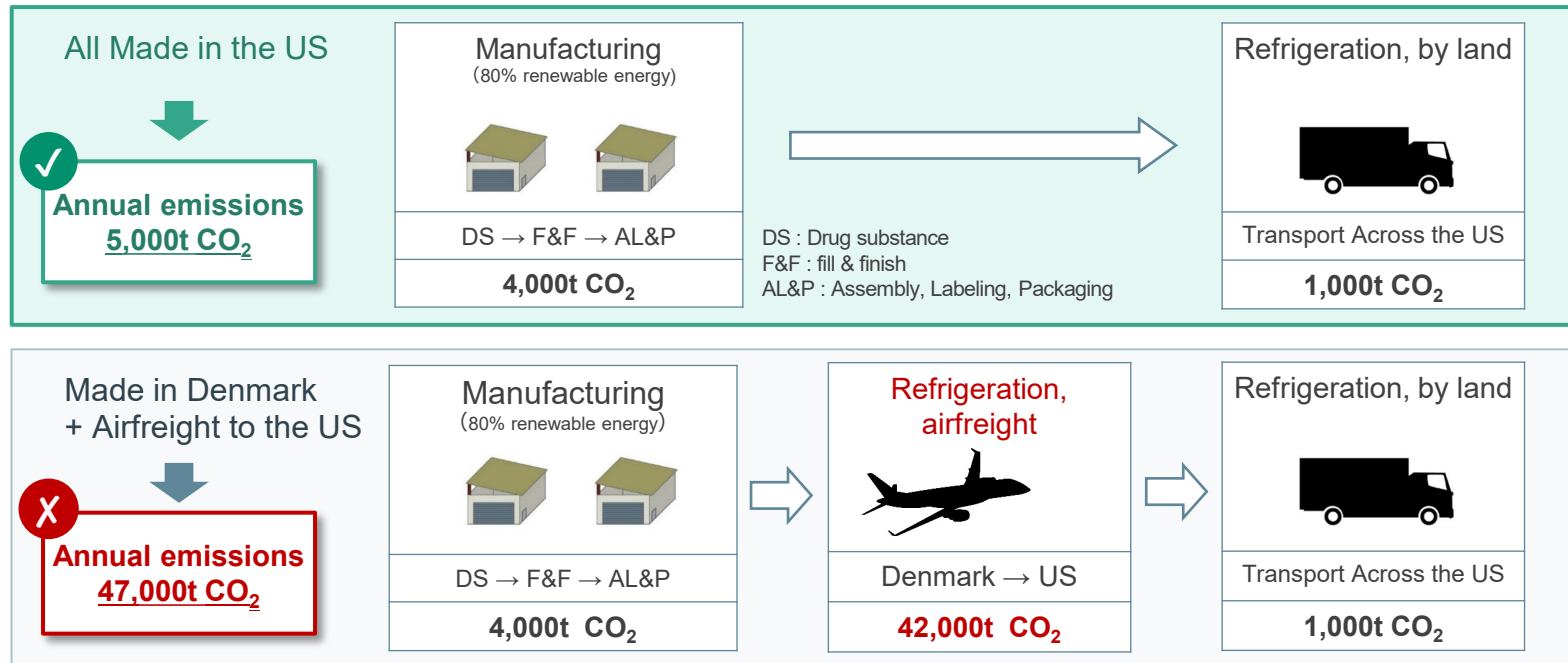 All Made in the US
✓
Annual emissions
5,000t CO₂
Manufacturing
(80% renewable energy)
DS → F&F → AL&P
4,000t CO₂
DS : Drug substance
F&F : fill & finish
AL&P : Assembly, Labeling, Packaging
Refrigeration, by land
Transport Across the US
1,000t CO₂
Made in Denmark
+ Airfreight to the US
✗
Annual emissions
47,000t CO₂
Manufacturing
(80% renewable energy)
DS → F&F → AL&P
4,000t CO₂
Refrigeration,
airfreight
Denmark → US
42,000t CO₂
Refrigeration, by land
Transport Across the US
1,000t CO₂